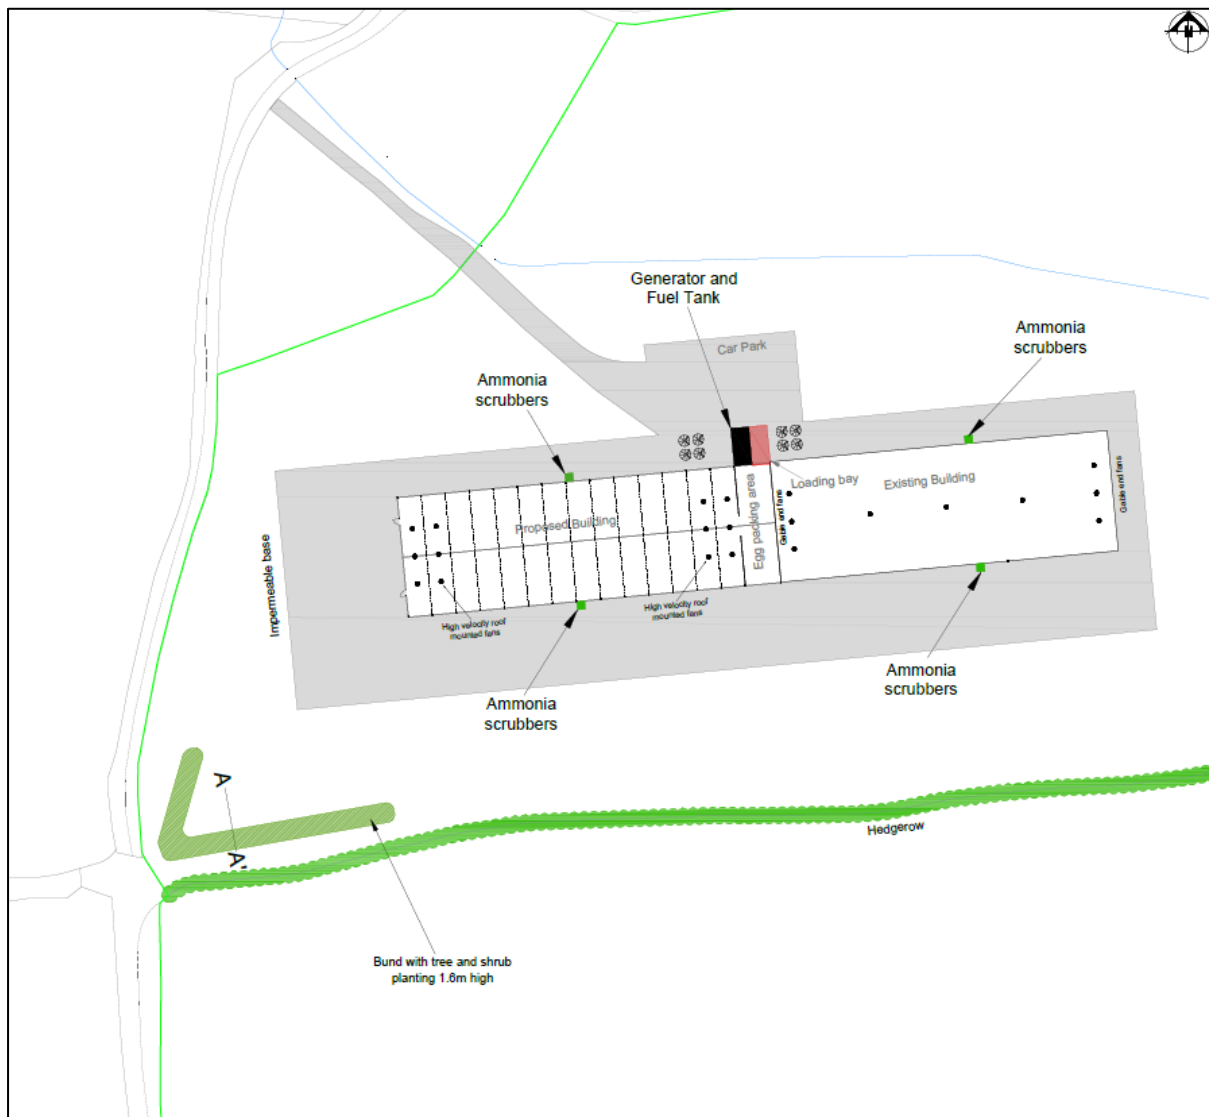 Generator and
Fuel Tank
Ammonia
scrubbers
Car Park
Ammonia
scrubbers
Loading bay
Existing Building
Gable end fans
Proposed Building
Egg packing area
Gable end fans
Impermeable base
High velocity roof
mounted fans
High velocity roof
mounted fans
Ammonia
scrubbers
Ammonia
scrubbers
A
A'
Hedgerow
Bund with tree and shrub
planting 1.6m high